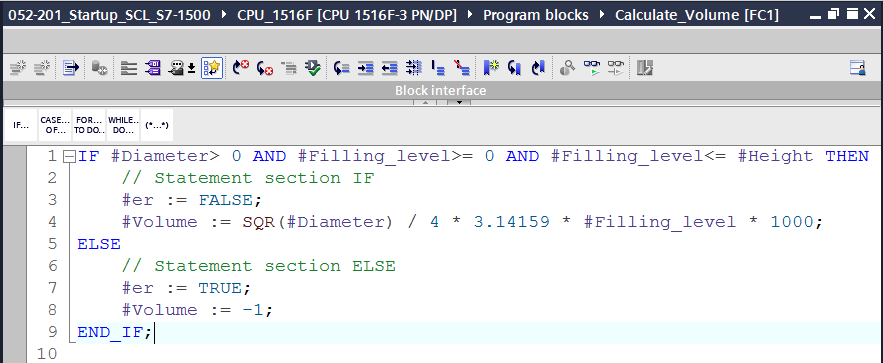 052-201_Startup_SCL_S7-1500 ▸ CPU_1516F [CPU 1516F-3 PN/DP] ▸ Program blocks ▸ Calculate_Volume [FC1]
Block interface
IF... CASE... OF... FOR... TO DO.. WHILE.. DO... (*...*)
1 IF #Diameter> 0 AND #Filling_level>= 0 AND #Filling_level<= #Height THEN
2 // Statement section IF
3 #er := FALSE;
4 #Volume := SQR(#Diameter) / 4 * 3.14159 * #Filling_level * 1000;
5 ELSE
6 // Statement section ELSE
7 #er := TRUE;
8 #Volume := -1;
9 END_IF;
10